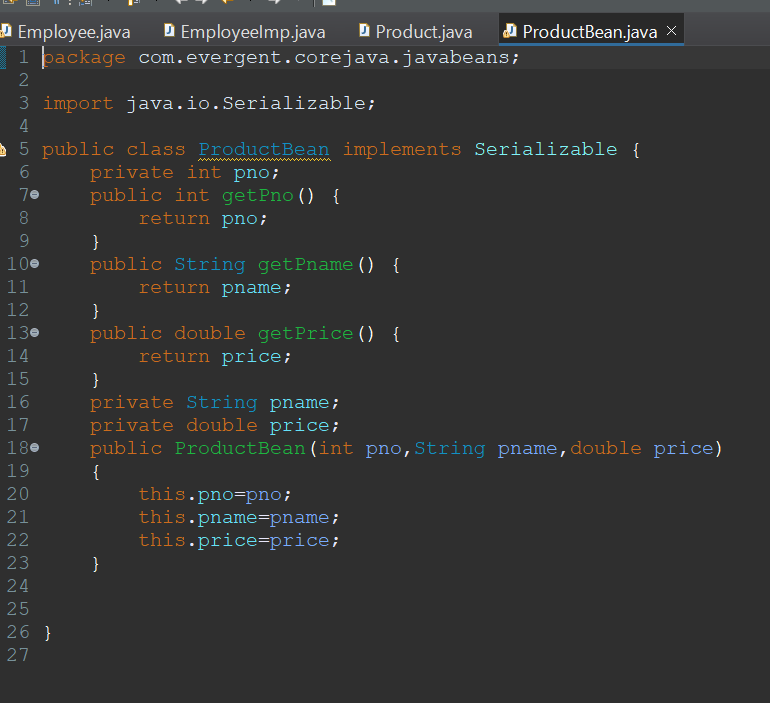 Employee.java EmployeeImp.java Product.java ProductBean.java
1 package com.evergent.corejava.javabeans;
2
3 import java.io.Serializable;
4
5 public class ProductBean implements Serializable {
6     private int pno;
7     public int getPno() {
8         return pno;
9     }
10     public String getPname() {
11         return pname;
12     }
13     public double getPrice() {
14         return price;
15     }
16     private String pname;
17     private double price;
18     public ProductBean(int pno,String pname,double price)
19     {
20         this.pno=pno;
21         this.pname=pname;
22         this.price=price;
23     }
24
25
26 }
27